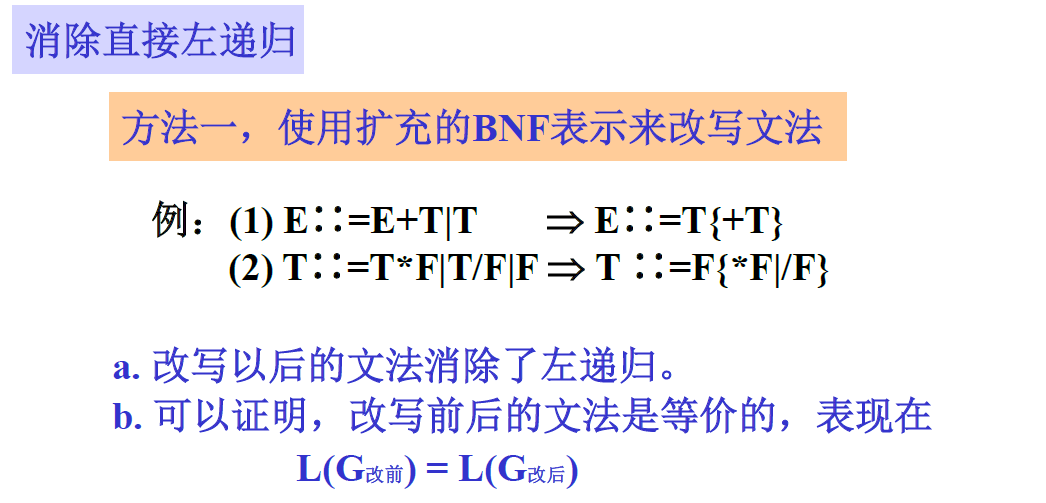 消除直接左递归
方法一，使用扩充的BNF表示来改写文法
例：(1) E∷=E+T|T ⇒ E∷=T{+T}
(2) T∷=T*F|T/F|F ⇒ T ∷=F{*F|/F}
a. 改写以后的文法消除了左递归。
b. 可以证明，改写前后的文法是等价的，表现在
L(G改前) = L(G改后)